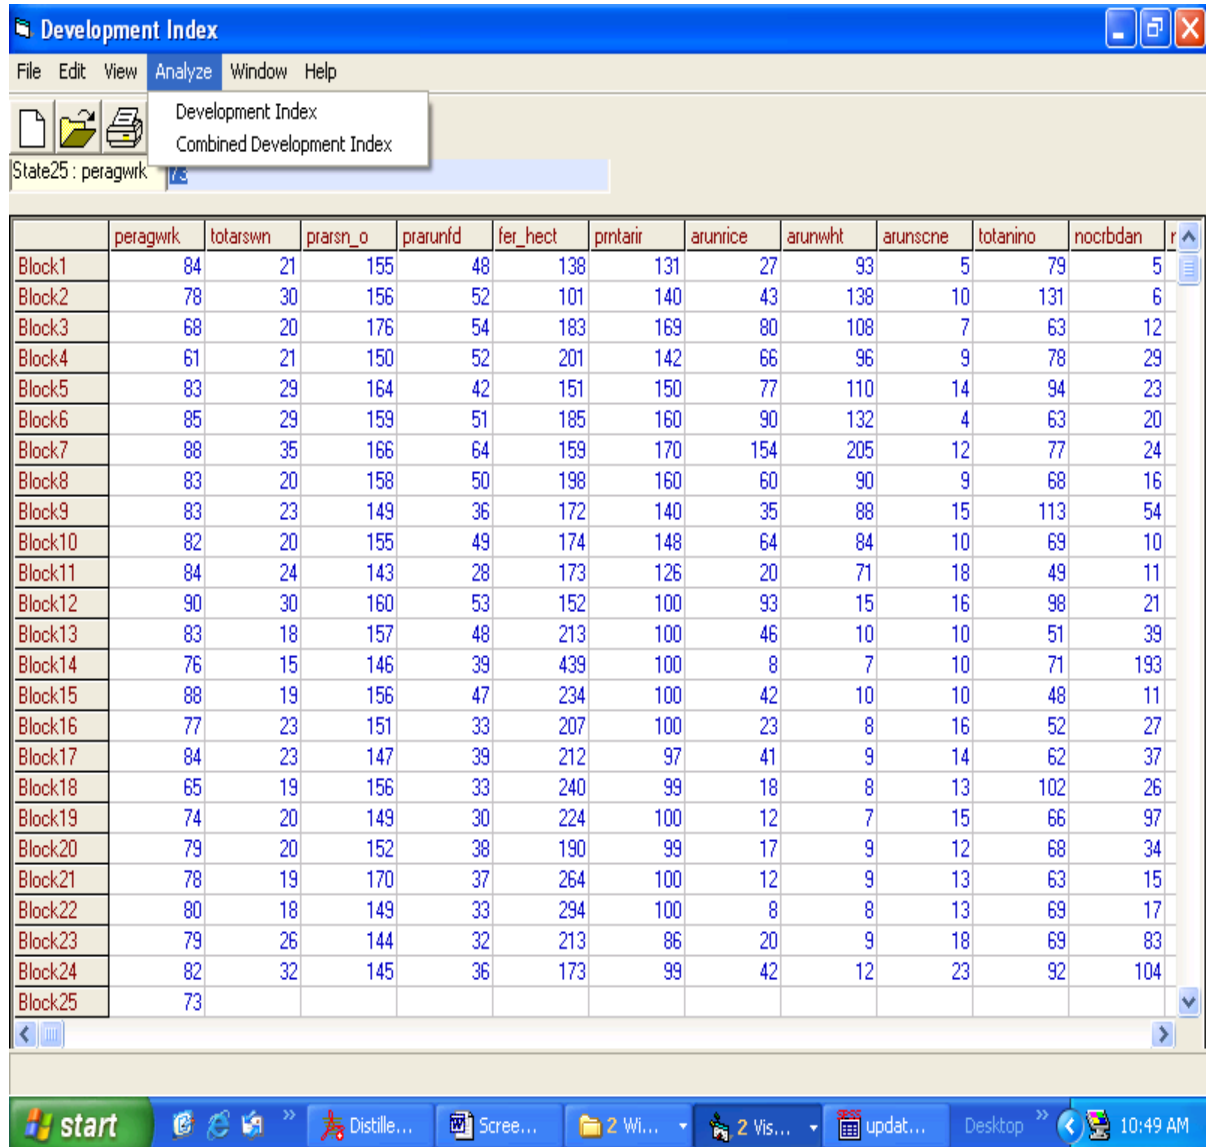 Development Index
File Edit View Analyze Window Help
Development Index
Combined Development Index
State25 : peragwrk 73
peragwrk totarswn prarsn_o prarunfd fer_hect prntarir arunrice arunwht arunscne totanino nocrbdan
Block1 84 21 155 48 138 131 27 93 5 79 5
Block2 78 30 156 52 101 140 43 138 10 131 6
Block3 68 20 176 54 183 169 80 108 7 63 12
Block4 61 21 150 52 201 142 66 96 9 78 29
Block5 83 29 164 42 151 150 77 110 14 94 23
Block6 85 29 159 51 185 160 90 132 4 63 20
Block7 88 35 166 64 159 170 154 205 12 77 24
Block8 83 20 158 50 198 160 60 90 9 68 16
Block9 83 23 149 36 172 140 35 88 15 113 54
Block10 82 20 155 49 174 148 64 84 10 69 10
Block11 84 24 143 28 173 126 20 71 18 49 11
Block12 90 30 160 53 152 100 93 15 16 98 21
Block13 83 18 157 48 213 100 46 10 10 51 39
Block14 76 15 146 39 439 100 8 7 10 71 193
Block15 88 19 156 47 234 100 42 10 10 48 11
Block16 77 23 151 33 207 100 23 8 16 52 27
Block17 84 23 147 39 212 97 41 9 14 62 37
Block18 65 19 156 33 240 99 18 8 13 102 26
Block19 74 20 149 30 224 100 12 7 15 66 97
Block20 79 20 152 38 190 99 17 9 12 68 34
Block21 78 19 170 37 264 100 12 9 13 63 15
Block22 80 18 149 33 294 100 8 8 13 69 17
Block23 79 26 144 32 213 86 20 9 18 69 83
Block24 82 32 145 36 173 99 42 12 23 92 104
Block25 73
start Distille... Scree... 2 Wi... 2 Vis... updat... Desktop 10:49 AM